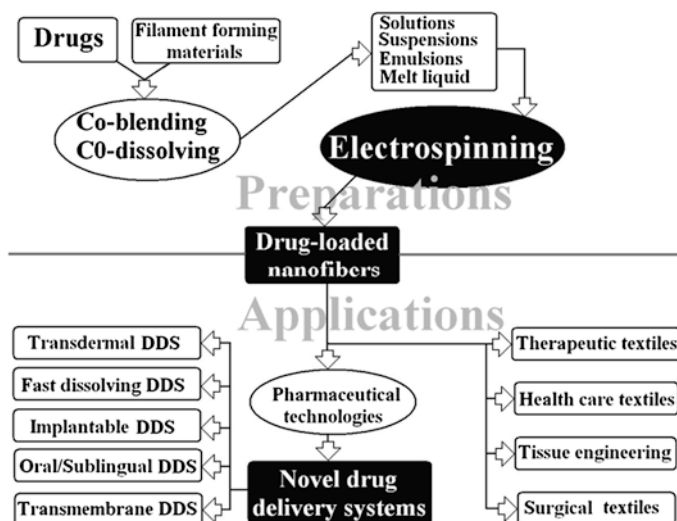 Drugs
Filament forming
materials
Solutions
Suspensions
Emulsions
Melt liquid
Co-blending
C0-dissolving
Electrospinning
Preparations
Drug-loaded
nanofibers
Applications
Transdermal DDS
Fast dissolving DDS
Implantable DDS
Oral/Sublingual DDS
Transmembrane DDS
Pharmaceutical
technologies
Novel drug
delivery systems
Therapeutic textiles
Health care textiles
Tissue engineering
Surgical textiles